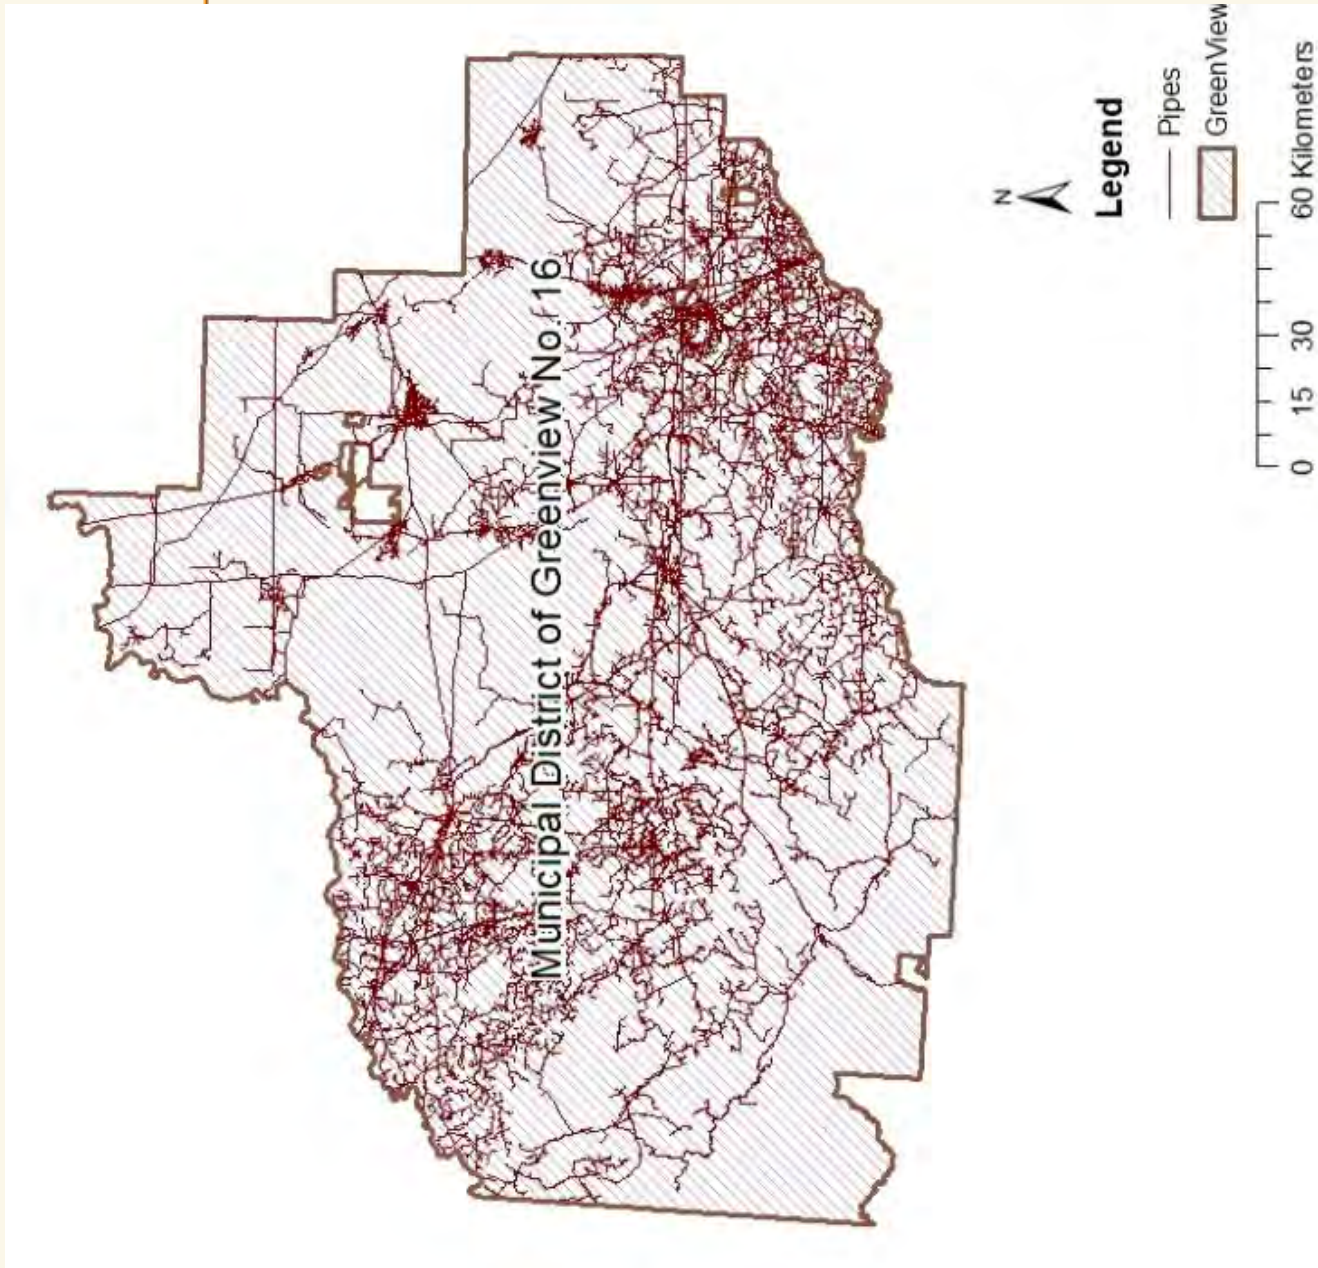 Municipal District of Greenview No. 16
N
Legend
Pipes
GreenView
0 15 30 60 Kilometers